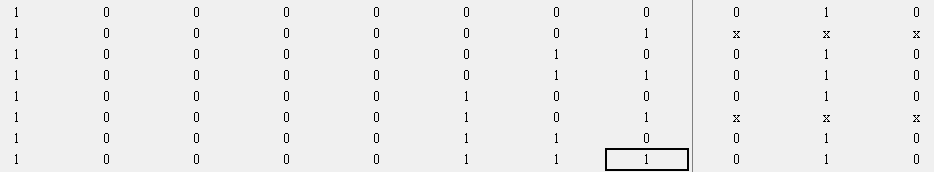 1 0 0 0 0 0 0 0 0 1 0
1 0 0 0 0 0 0 1 x x x
1 0 0 0 0 0 1 0 0 1 0
1 0 0 0 0 0 1 1 0 1 0
1 0 0 0 0 1 0 0 0 1 0
1 0 0 0 0 1 0 1 x x x
1 0 0 0 0 1 1 0 0 1 0
1 0 0 0 0 1 1 1 0 1 0